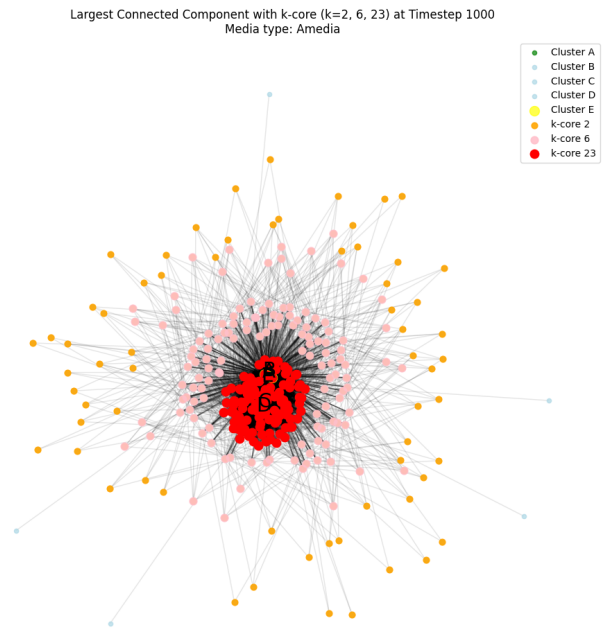 Largest Connected Component with k-core (k=2, 6, 23) at Timestep 1000
Media type: Amedia
Cluster A
Cluster B
Cluster C
Cluster D
Cluster E
k-core 2
k-core 6
k-core 23
B
C
D